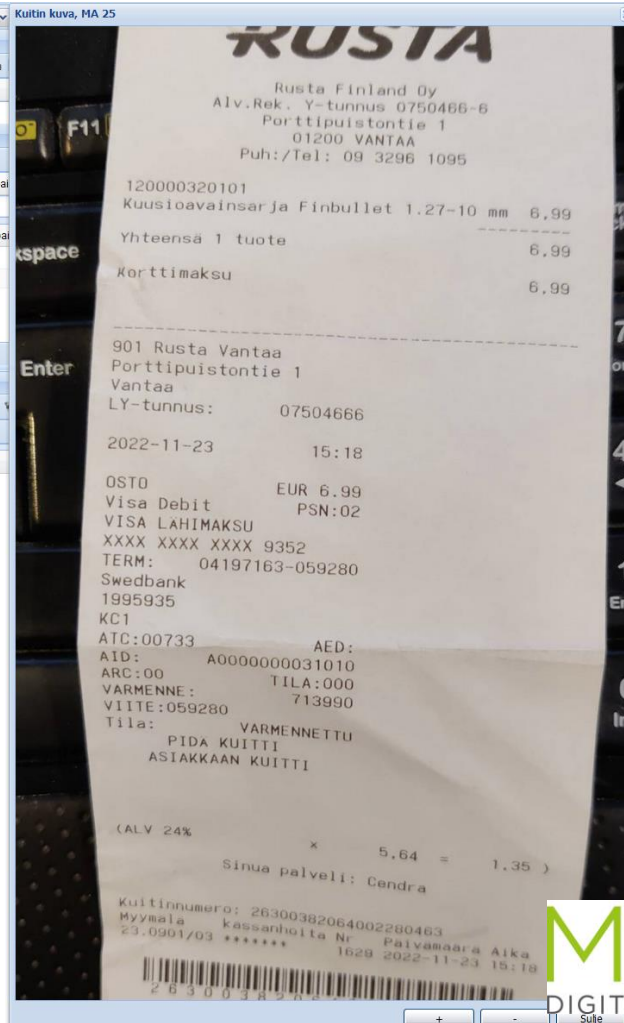 Kuitin kuva, MA 25
RUSTA
Rusta Finland Oy
Alv.Rek. Y-tunnus 0750466-6
Porttipuistontie 1
01200 VANTAA
Puh:/Tel: 09 3296 1095
120000320101
Kuusioavainsarja Finbullet 1.27-10 mm 6,99
Yhteensä 1 tuote 6,99
Korttimaksu 6,99
901 Rusta Vantaa
Porttipuistontie 1
Vantaa
LY-tunnus: 07504666
2022-11-23 15:18
OSTO EUR 6.99
Visa Debit PSN:02
VISA LÄHIMAKSU
XXXX XXXX XXXX 9352
TERM: 04197163-059280
Swedbank
1995935
KC1
ATC:00733 AED:
AID: A0000000031010
ARC:00 TILA:000
VARMENNE: 713990
VIITE:059280
Tila: VARMENNETTU
PIDÄ KUITTI
ASIAKKAAN KUITTI
(ALV 24% x 5,64 = 1,35 )
Sinua palveli: Cendra
Kuitinnumero: 26300382064002280463
Myymala kassanhoita Nr Paivamaara Aika
23.0901/03 ******* 1629 2022-11-23 15:18
F11
kspace
Enter
M
DIGIT
+ - Sulje